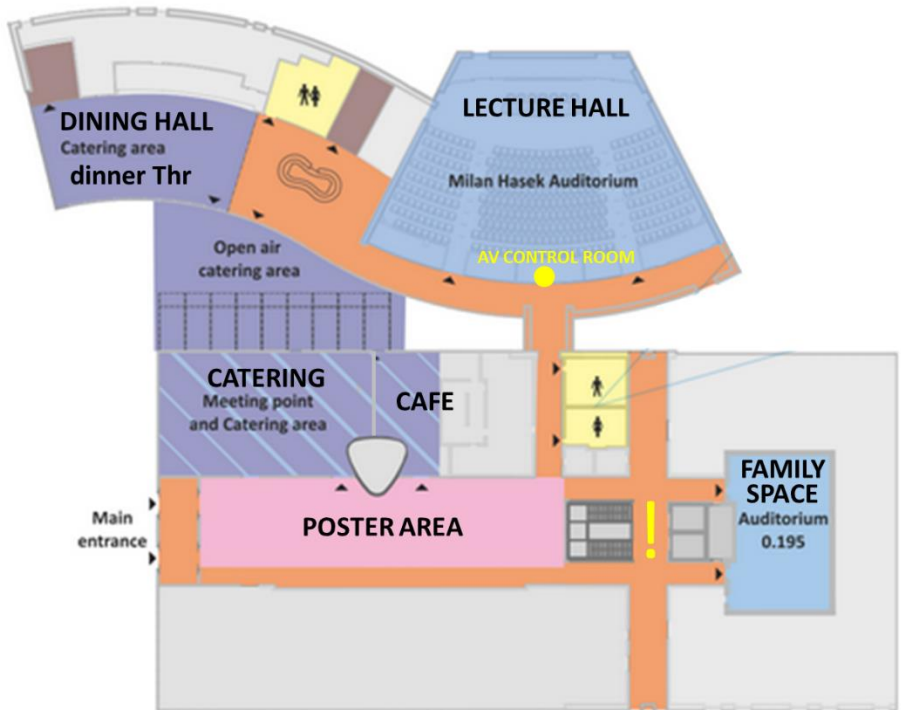 DINING HALL
Catering area
dinner Thr
LECTURE HALL
Milan Hasek Auditorium
AV CONTROL ROOM
Open air
catering area
CATERING
Meeting point
and Catering area
CAFE
Main
entrance
POSTER AREA
!
FAMILY
SPACE
Auditorium
0.195